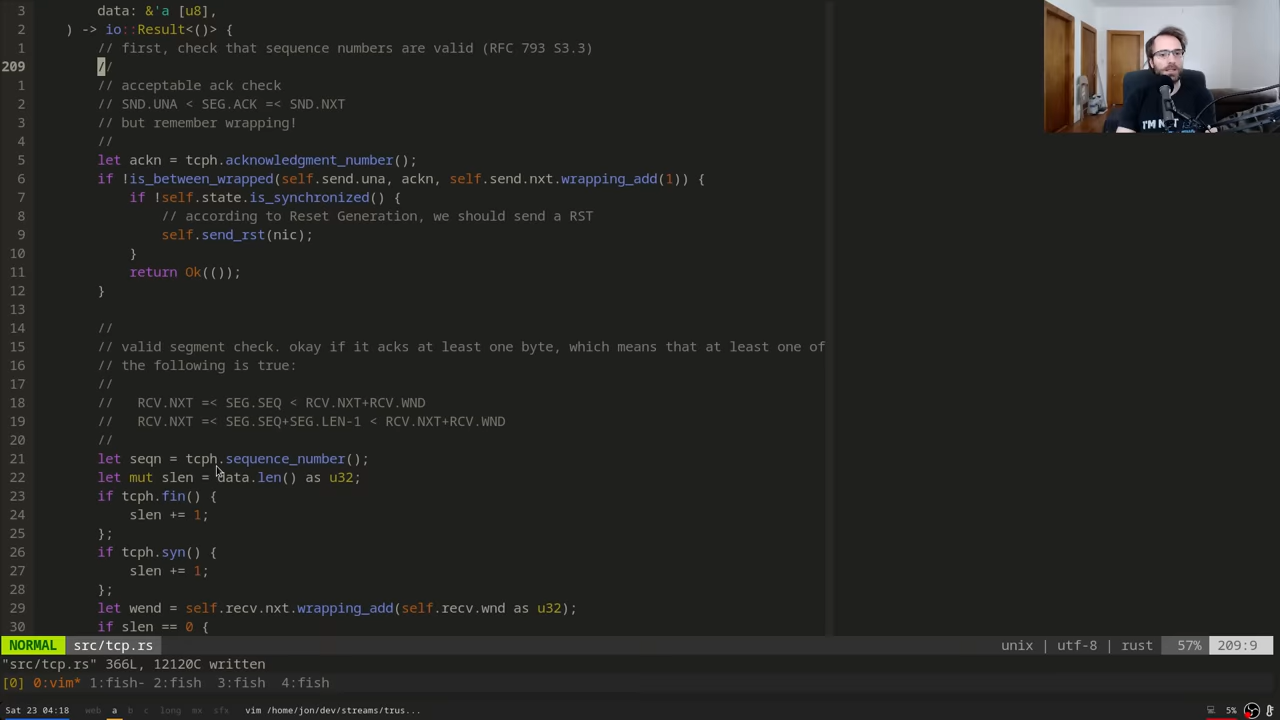 3         data: &'a [u8],
2     ) -> io::Result<()> {
1         // first, check that sequence numbers are valid (RFC 793 S3.3)
209       //
1         // acceptable ack check
2         // SND.UNA < SEG.ACK =< SND.NXT
3         // but remember wrapping!
4         //
5         let ackn = tcph.acknowledgment_number();
6         if !is_between_wrapped(self.send.una, ackn, self.send.nxt.wrapping_add(1)) {
7             if !self.state.is_synchronized() {
8                 // according to Reset Generation, we should send a RST
9                 self.send_rst(nic);
10            }
11            return Ok(());
12        }
13
14        //
15        // valid segment check. okay if it acks at least one byte, which means that at least one of
16        // the following is true:
17        //
18        //   RCV.NXT =< SEG.SEQ < RCV.NXT+RCV.WND
19        //   RCV.NXT =< SEG.SEQ+SEG.LEN-1 < RCV.NXT+RCV.WND
20        //
21        let seqn = tcph.sequence_number();
22        let mut slen = data.len() as u32;
23        if tcph.fin() {
24            slen += 1;
25        };
26        if tcph.syn() {
27            slen += 1;
28        };
29        let wend = self.recv.nxt.wrapping_add(self.recv.wnd as u32);
30        if slen == 0 {
NORMAL src/tcp.rs unix | utf-8 | rust 57% 209:9
"src/tcp.rs" 366L, 12120C written
[0] 0:vim* 1:fish- 2:fish  3:fish  4:fish
Sat 23 04:18 web a b c long mx sfx vim /home/jon/dev/streams/trus... 5%
I'M NOT